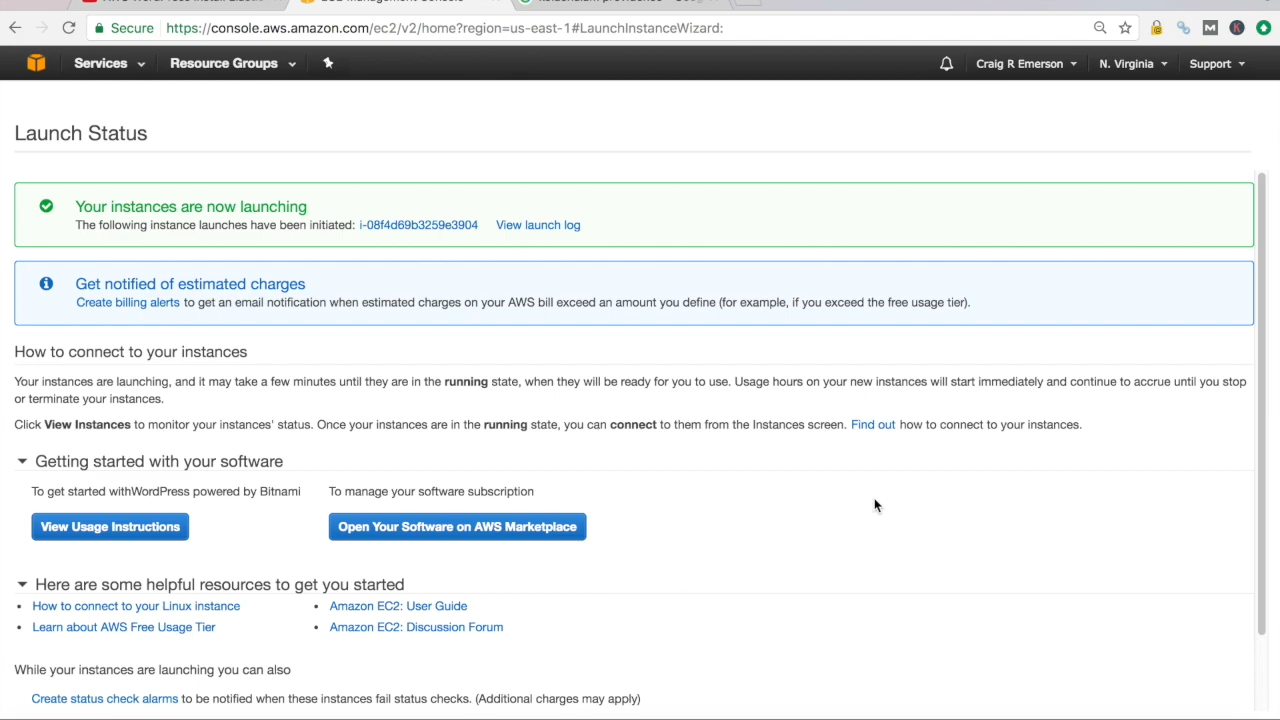 Secure https://console.aws.amazon.com/ec2/v2/home?region=us-east-1#LaunchInstanceWizard:
Services Resource Groups Craig R Emerson N. Virginia Support
Launch Status
Your instances are now launching
The following instance launches have been initiated: i-08f4d69b3259e3904 View launch log
Get notified of estimated charges
Create billing alerts to get an email notification when estimated charges on your AWS bill exceed an amount you define (for example, if you exceed the free usage tier).
How to connect to your instances
Your instances are launching, and it may take a few minutes until they are in the running state, when they will be ready for you to use. Usage hours on your new instances will start immediately and continue to accrue until you stop
or terminate your instances.
Click View Instances to monitor your instances' status. Once your instances are in the running state, you can connect to them from the Instances screen. Find out how to connect to your instances.
Getting started with your software
To get started withWordPress powered by Bitnami To manage your software subscription
View Usage Instructions Open Your Software on AWS Marketplace
Here are some helpful resources to get you started
How to connect to your Linux instance Amazon EC2: User Guide
Learn about AWS Free Usage Tier Amazon EC2: Discussion Forum
While your instances are launching you can also
Create status check alarms to be notified when these instances fail status checks. (Additional charges may apply)